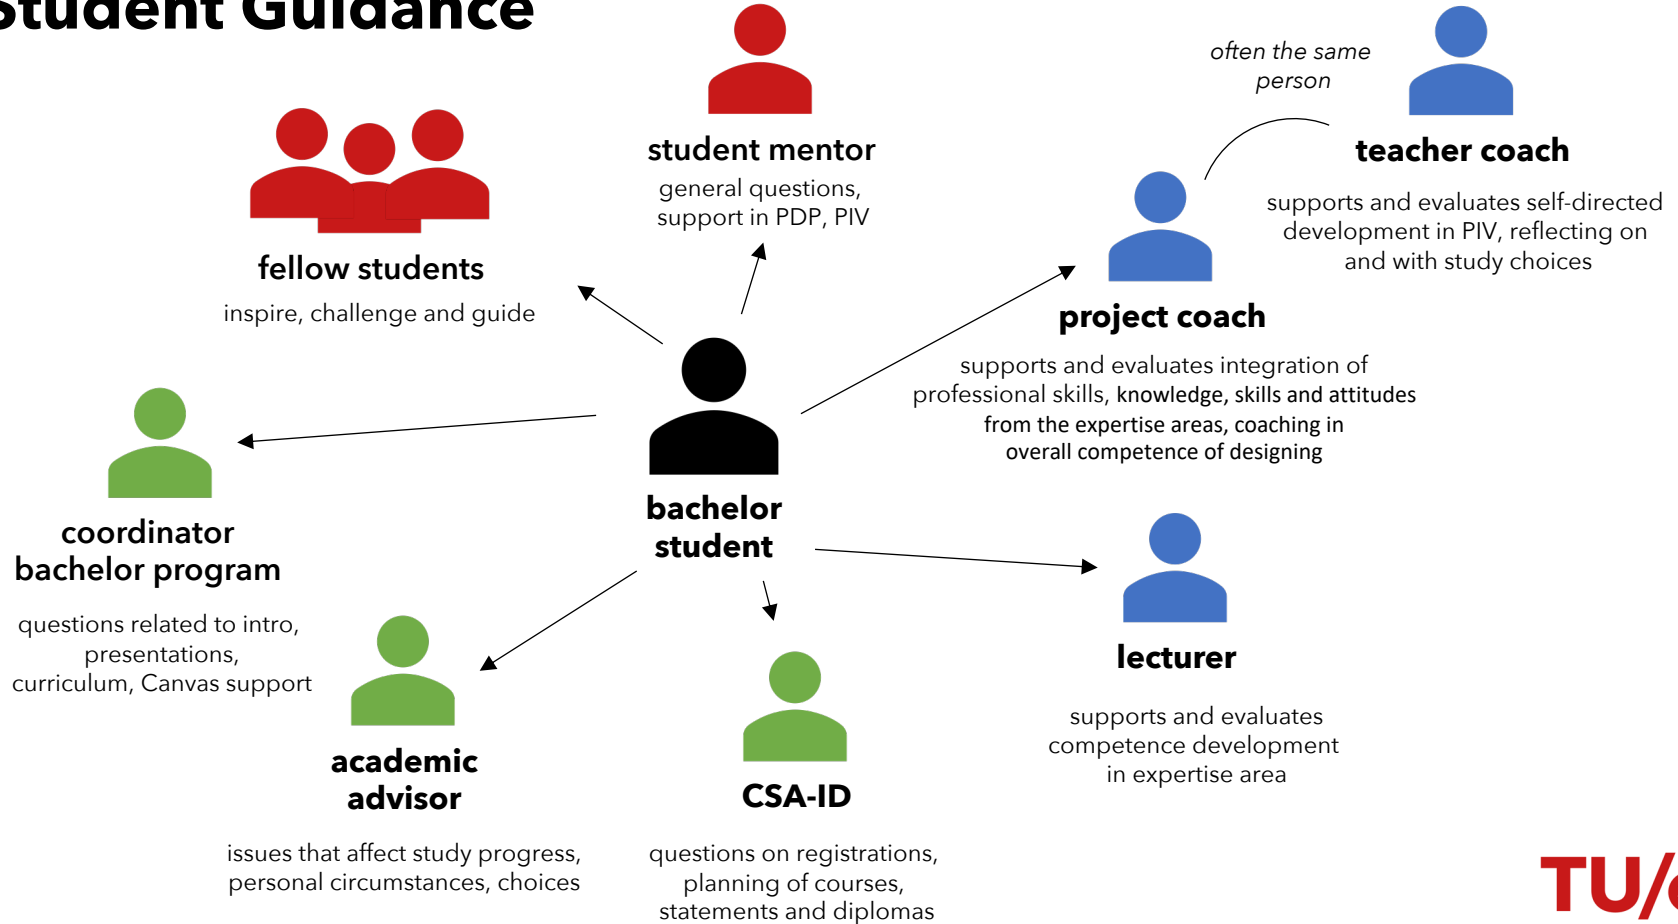 Student Guidance
often the same
person
student mentor
general questions,
support in PDP, PIV
teacher coach
supports and evaluates self-directed
development in PIV, reflecting on
and with study choices
fellow students
inspire, challenge and guide
project coach
supports and evaluates integration of
professional skills, knowledge, skills and attitudes
from the expertise areas, coaching in
overall competence of designing
bachelor
student
coordinator
bachelor program
questions related to intro,
presentations,
curriculum, Canvas support
academic
advisor
issues that affect study progress,
personal circumstances, choices
CSA-ID
questions on registrations,
planning of courses,
statements and diplomas
lecturer
supports and evaluates
competence development
in expertise area
TU/e